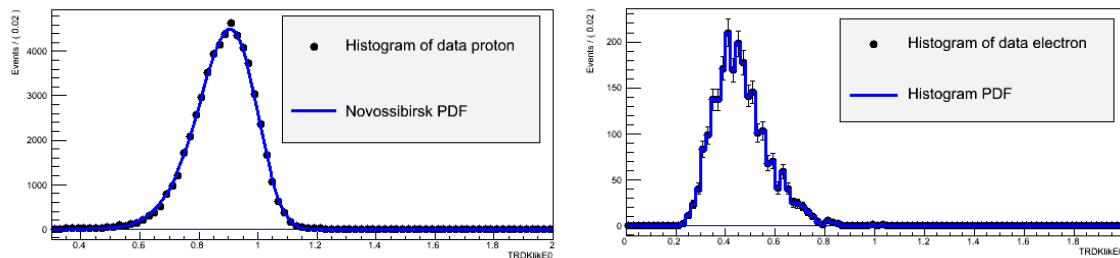 Events / ( 0.02 )
4000
3000
2000
1000
0
Histogram of data proton
Novossibirsk PDF
0.4 0.6 0.8 1 1.2 1.4 1.6 1.8 2
TRDKlikE0
Events / ( 0.02 )
200
150
100
50
0
Histogram of data electron
Histogram PDF
0 0.2 0.4 0.6 0.8 1 1.2 1.4 1.6 1.8
TRDKlikE0